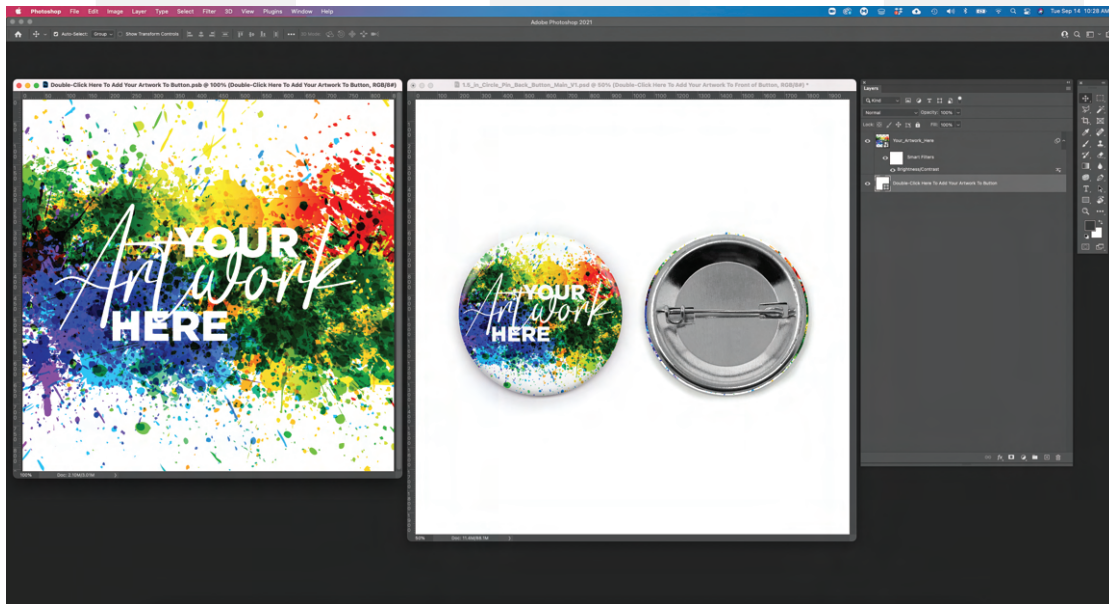 Photoshop File Edit Image Layer Type Select Filter 3D View Plugins Window Help
Tue Sep 14 10:28 AM
Adobe Photoshop 2021
Auto-Select: Group Show Transform Controls
3D Mode:
Double-Click Here To Add Your Artwork To Button.psb @ 100% (Double-Click Here To Add Your Artwork To Button, RGB/8#)
YOUR
Artwork
HERE
100%
YOUR
Artwork
HERE
50%
Layers
Kind
Normal
Opacity: 100%
Lock:
Fill: 100%
Your_Artwork_Here
Smart Filters
Brightness/Contrast
Double-Click Here To Add Your Artwork To Button